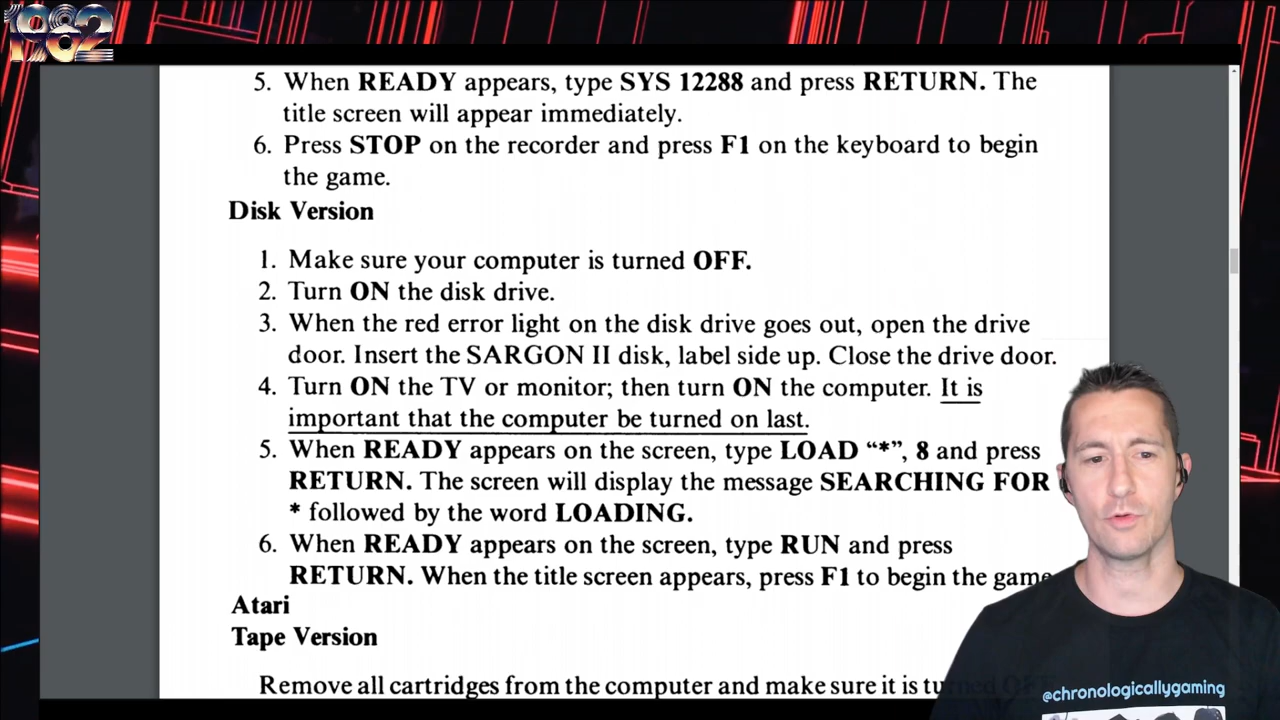 1982
5. When READY appears, type SYS 12288 and press RETURN. The
title screen will appear immediately.
6. Press STOP on the recorder and press F1 on the keyboard to begin
the game.
Disk Version
1. Make sure your computer is turned OFF.
2. Turn ON the disk drive.
3. When the red error light on the disk drive goes out, open the drive
door. Insert the SARGON II disk, label side up. Close the drive door.
4. Turn ON the TV or monitor; then turn ON the computer. It is
important that the computer be turned on last.
5. When READY appears on the screen, type LOAD “*”, 8 and press
RETURN. The screen will display the message SEARCHING FOR
* followed by the word LOADING.
6. When READY appears on the screen, type RUN and press
RETURN. When the title screen appears, press F1 to begin the game
Atari
Tape Version
Remove all cartridges from the computer and make sure it is turned OFF
@chronologicallygaming